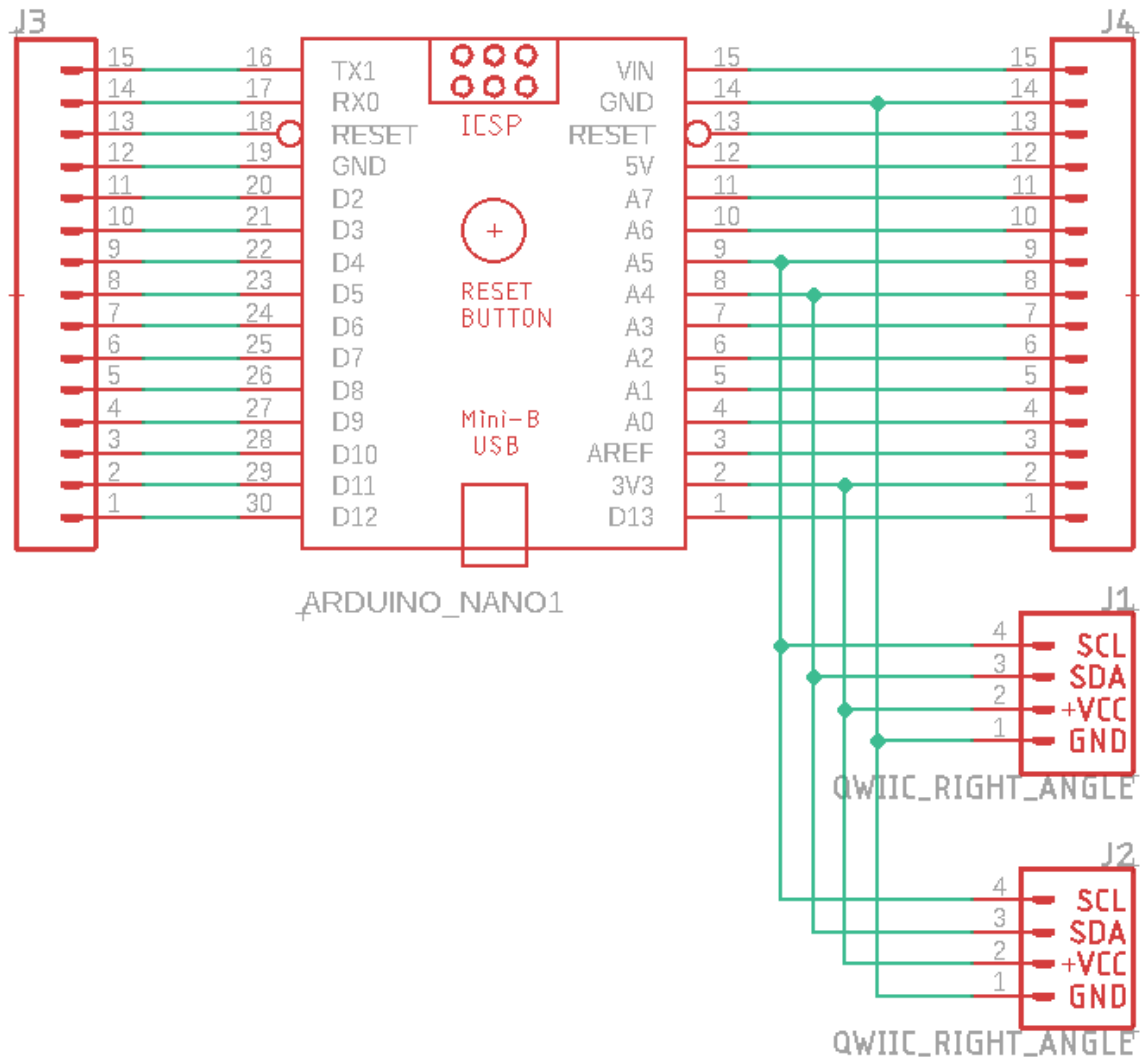 J3 J4
15 16 TX1 VIN 15 15
14 17 RX0 GND 14 14
13 18 RESET ICSP RESET 13 13
12 19 GND 5V 12 12
11 20 D2 A7 11 11
10 21 D3 A6 10 10
9 22 D4 A5 9 9
8 23 D5 RESET A4 8 8
7 24 D6 BUTTON A3 7 7
6 25 D7 A2 6 6
5 26 D8 A1 5 5
4 27 D9 Mini-B A0 4 4
3 28 D10 USB AREF 3 3
2 29 D11 3V3 2 2
1 30 D12 D13 1 1
ARDUINO_NANO1
J1
4 SCL
3 SDA
2 +VCC
1 GND
QWIIC_RIGHT_ANGLE
J2
4 SCL
3 SDA
2 +VCC
1 GND
QWIIC_RIGHT_ANGLE